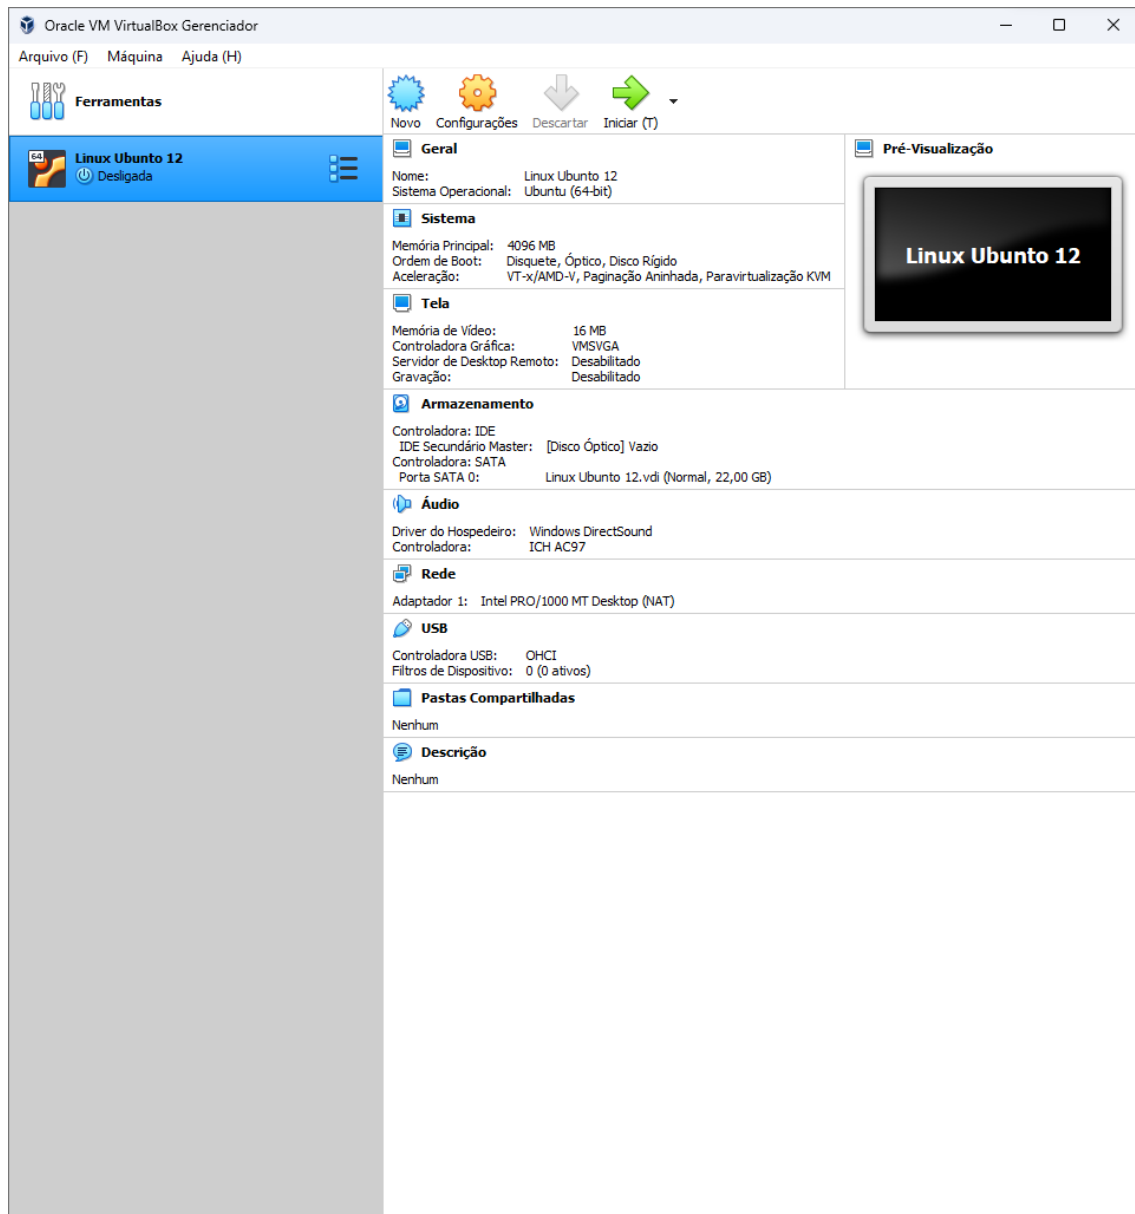 Oracle VM VirtualBox Gerenciador
Arquivo (F) Máquina Ajuda (H)
Ferramentas
Novo Configurações Descartar Iniciar (T)
64
Linux Ubunto 12
Desligada
Geral
Nome: Linux Ubunto 12
Sistema Operacional: Ubuntu (64-bit)
Pré-Visualização
Linux Ubunto 12
Sistema
Memória Principal: 4096 MB
Ordem de Boot: Disquete, Óptico, Disco Rígido
Aceleração: VT-x/AMD-V, Paginação Aninhada, Paravirtualização KVM
Tela
Memória de Vídeo: 16 MB
Controladora Gráfica: VMSVGA
Servidor de Desktop Remoto: Desabilitado
Gravação: Desabilitado
Armazenamento
Controladora: IDE
IDE Secundário Master: [Disco Óptico] Vazio
Controladora: SATA
Porta SATA 0: Linux Ubunto 12.vdi (Normal, 22,00 GB)
Áudio
Driver do Hospedeiro: Windows DirectSound
Controladora: ICH AC97
Rede
Adaptador 1: Intel PRO/1000 MT Desktop (NAT)
USB
Controladora USB: OHCI
Filtros de Dispositivo: 0 (0 ativos)
Pastas Compartilhadas
Nenhum
Descrição
Nenhum